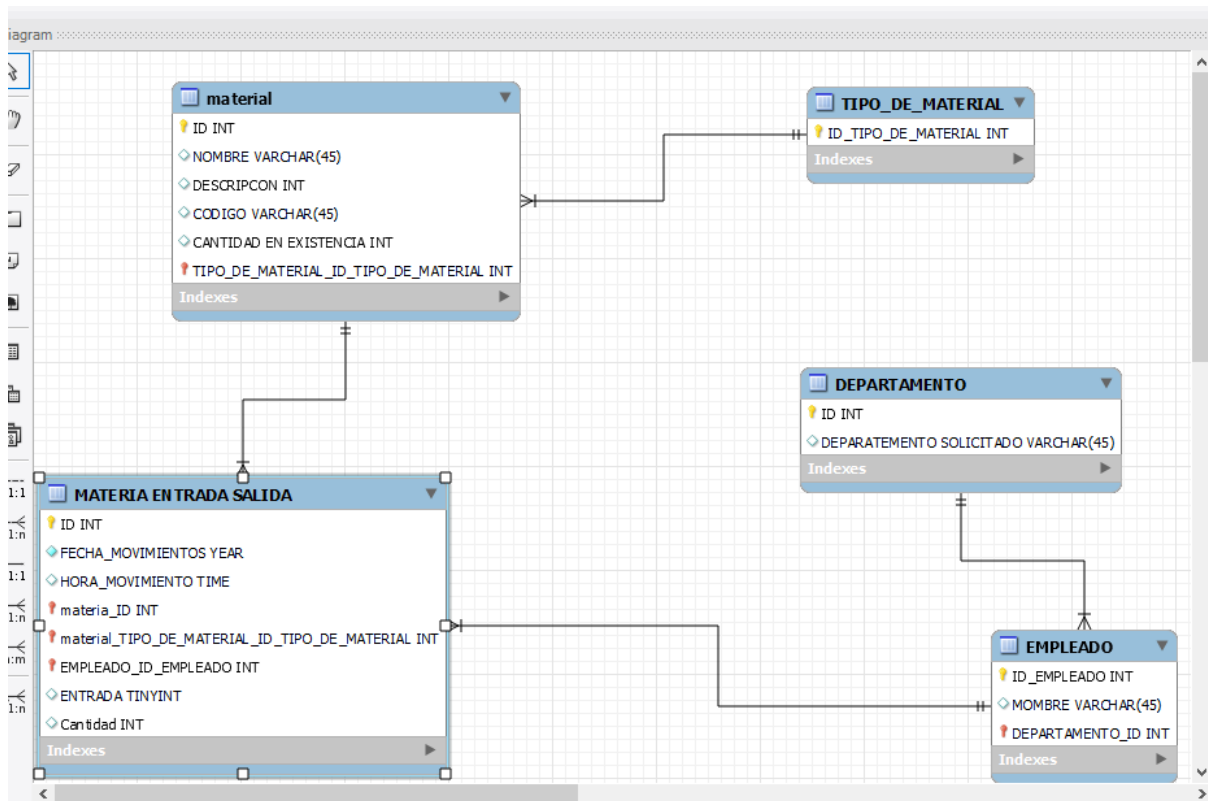 iagram
material
ID INT
NOMBRE VARCHAR(45)
DESCRIPCON INT
CODIGO VARCHAR(45)
CANTIDAD EN EXISTENCIA INT
TIPO_DE_MATERIAL_ID_TIPO_DE_MATERIAL INT
Indexes
TIPO_DE_MATERIAL
ID_TIPO_DE_MATERIAL INT
Indexes
DEPARTAMENTO
ID INT
DEPARATEMENTO SOLICITADO VARCHAR(45)
Indexes
MATERIA ENTRADA SALIDA
ID INT
FECHA_MOVIMIENTOS YEAR
HORA_MOVIMIENTO TIME
materia_ID INT
material_TIPO_DE_MATERIAL_ID_TIPO_DE_MATERIAL INT
EMPLEADO_ID_EMPLEADO INT
ENTRADA TINYINT
Cantidad INT
Indexes
EMPLEADO
ID_EMPLEADO INT
MOMBRE VARCHAR(45)
DEPARTAMENTO_ID INT
Indexes
1:1
1:n
1:1
1:n
:m
1:n